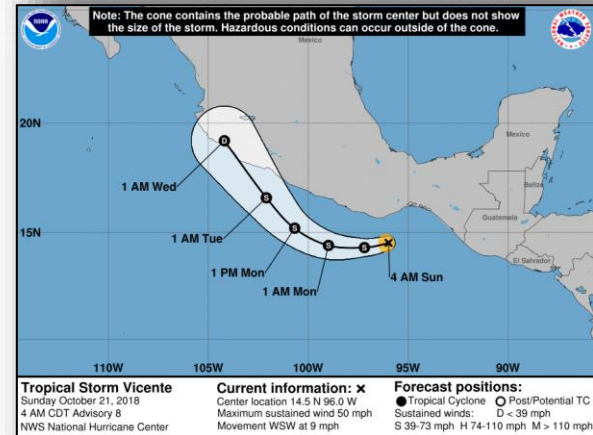 Note: The cone contains the probable path of the storm center but does not show
the size of the storm. Hazardous conditions can occur outside of the cone.
NOAA
Mexico
20N
Mexico
1 AM Wed
Belize
Guatemala
1 AM Tue
15N
1 PM Mon
El Salvador
4 AM Sun
1 AM Mon
D
S
S
S
S
110W
105W
100W
95W
90W
Tropical Storm Vicente
Sunday October 21, 2018
4 AM CDT Advisory 8
NWS National Hurricane Center
Current information: ×
Center location 14.5 N 96.0 W
Maximum sustained wind 50 mph
Movement WSW at 9 mph
Forecast positions:
● Tropical Cyclone ○ Post/Potential TC
Sustained winds: D < 39 mph
S 39-73 mph H 74-110 mph M > 110 mph